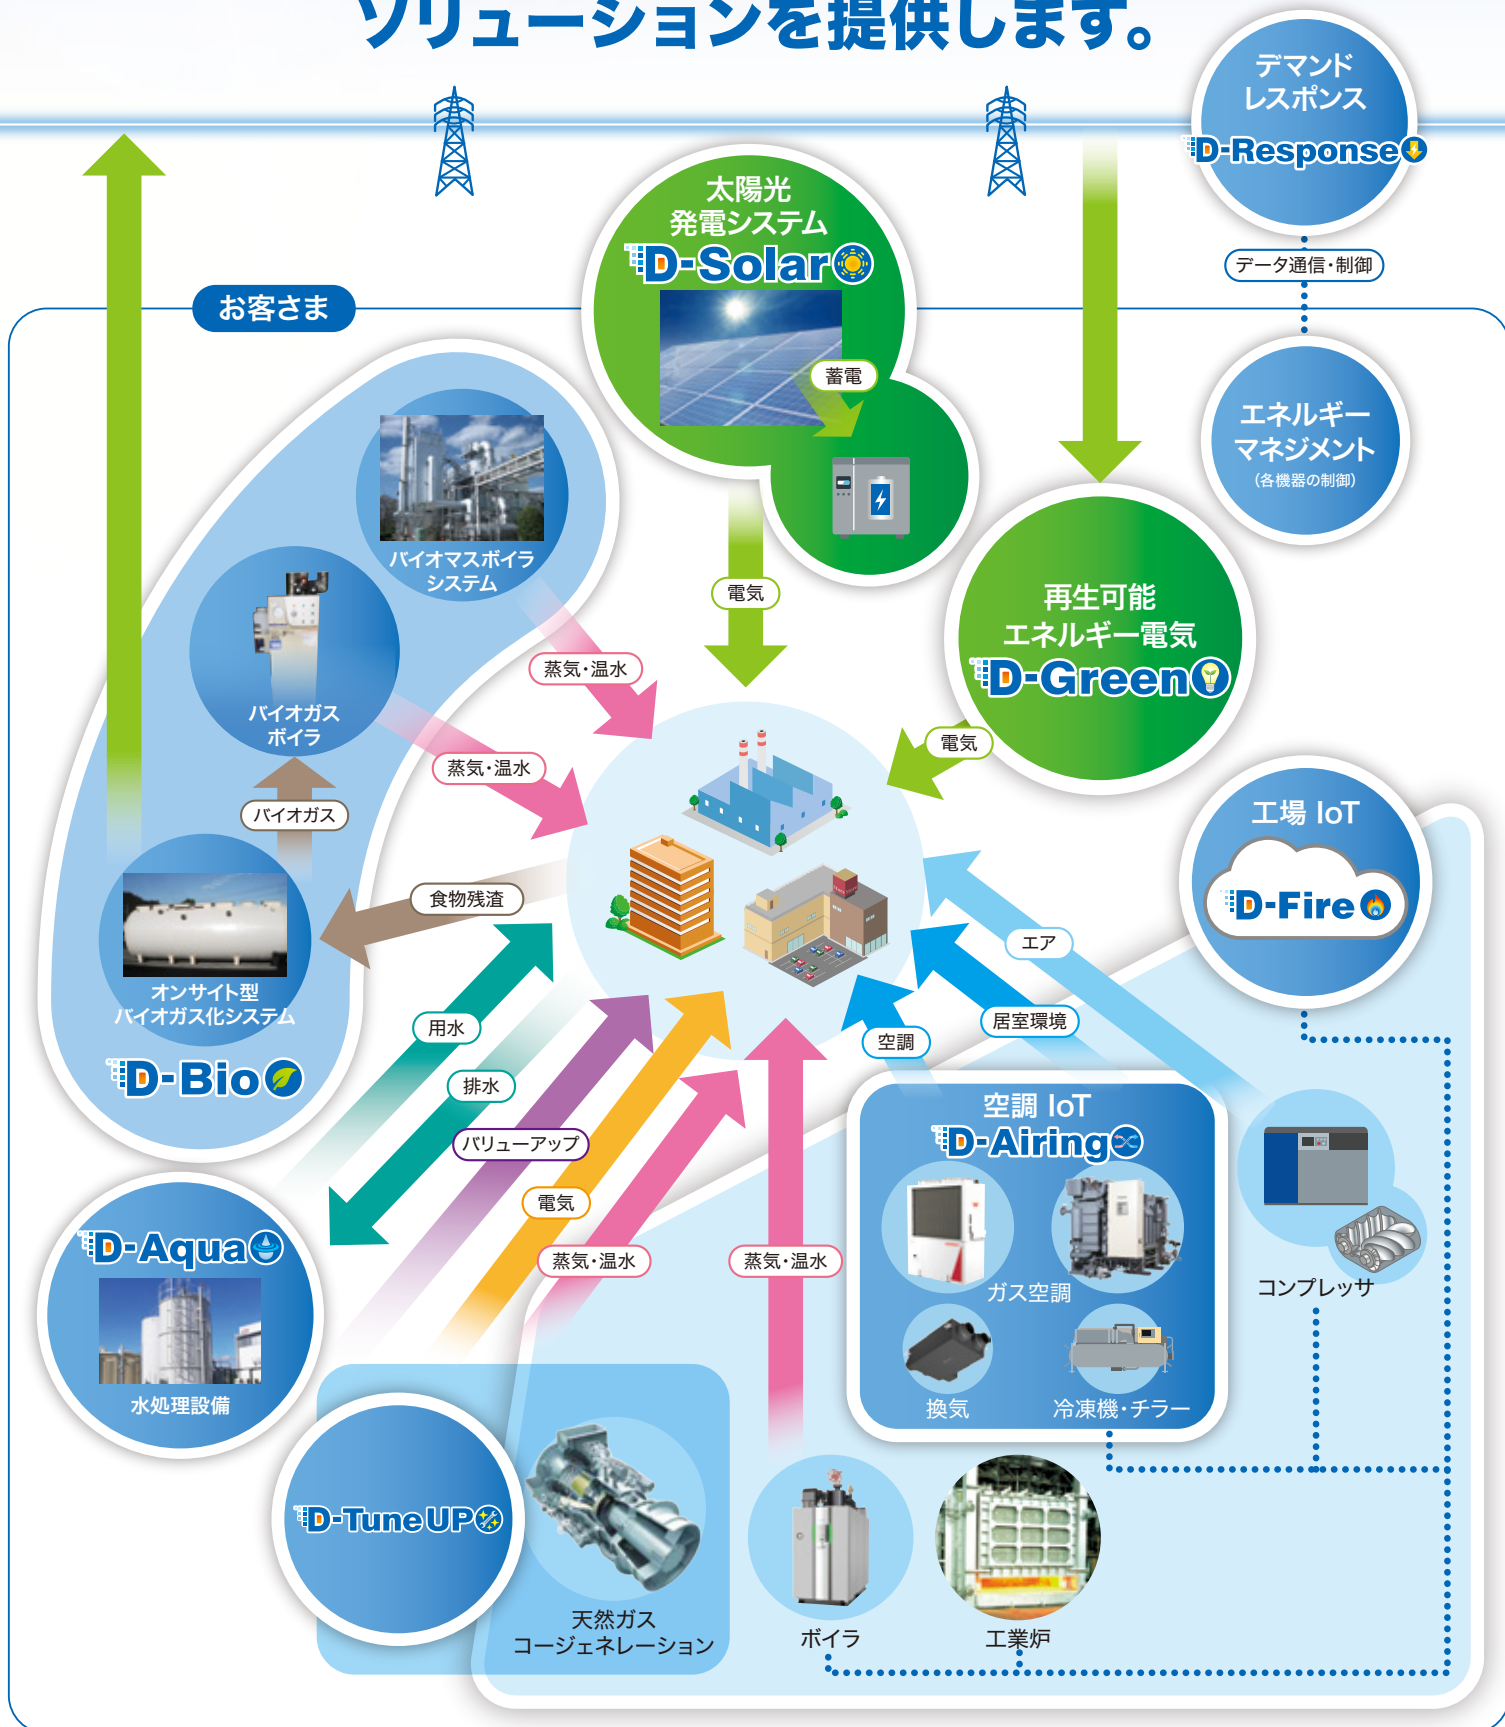 ソリューションを提供します。
デマンド
レスポンス
D-Response
データ通信・制御
お客さま
太陽光
発電システム
D-Solar
蓄電
エネルギー
マネジメント
(各機器の制御)
バイオマスボイラ
システム
電気
再生可能
エネルギー電気
D-Green
蒸気・温水
バイオガス
ボイラ
蒸気・温水
電気
バイオガス
工場 IoT
D-Fire
食物残渣
エア
オンサイト型
バイオガス化システム
D-Bio
用水
居室環境
空調
排水
空調 IoT
D-Airing
バリューアップ
電気
D-Aqua
水処理設備
蒸気・温水
蒸気・温水
ガス空調
コンプレッサ
換気
冷凍機・チラー
D-TuneUP
天然ガス
コージェネレーション
ボイラ
工業炉